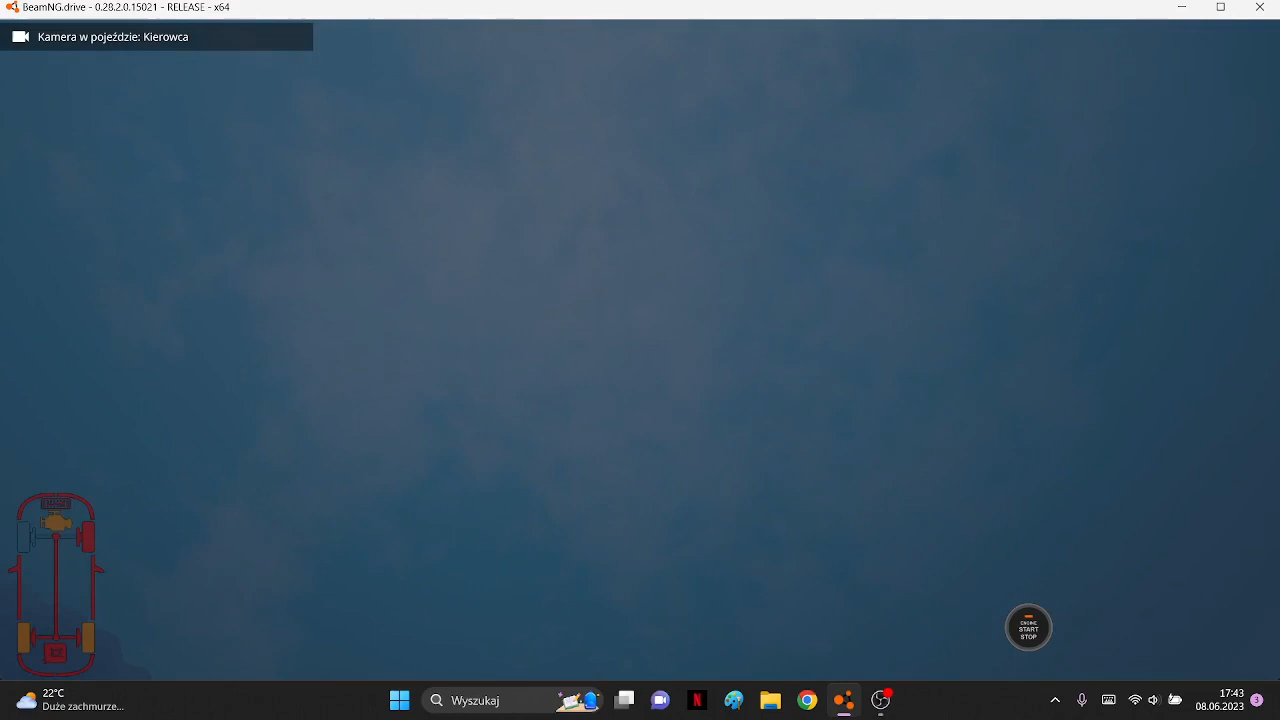 BeamNG.drive - 0.28.2.0.15021 - RELEASE - x64
Kamera w pojeździe: Kierowca
ENGINE
START
STOP
22°C
Duże zachmurze...
Wyszukaj
N
17:43
08.06.2023
3